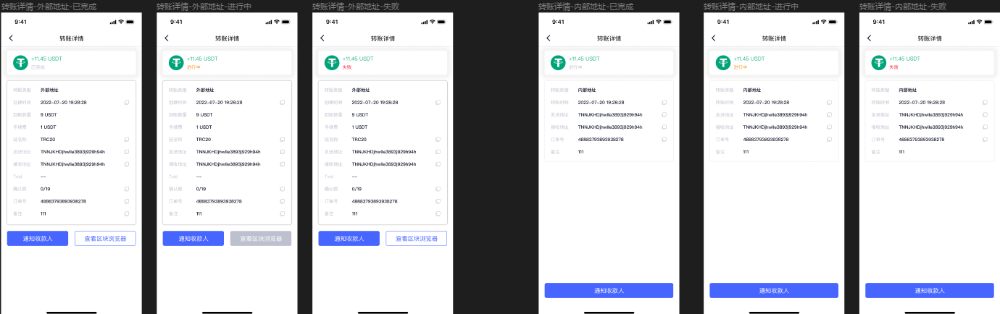 转账详情-外部地址-已完成
9:41
转账详情
+11.45 USDT
已完成
转账类型 外部地址
创建时间 2022-07-20 19:28:28
到账数量 9 USDT
手续费 1 USDT
链名称 TRC20
发送地址 TNNJKHDjhwlle3893j929h94h
接收地址 TNNJKHDjhwlle3893j929h94h
Txid --
确认数 0/19
订单号 48883793893938278
备注 111
通知收款人 查看区块浏览器
转账详情-外部地址-进行中
9:41
转账详情
+11.45 USDT
进行中
转账类型 外部地址
创建时间 2022-07-20 19:28:28
到账数量 9 USDT
手续费 1 USDT
链名称 TRC20
发送地址 TNNJKHDjhwlle3893j929h94h
接收地址 TNNJKHDjhwlle3893j929h94h
Txid --
确认数 0/19
订单号 48883793893938278
备注 111
通知收款人 查看区块浏览器
转账详情-外部地址-失败
9:41
转账详情
+11.45 USDT
失败
转账类型 外部地址
创建时间 2022-07-20 19:28:28
到账数量 9 USDT
手续费 1 USDT
链名称 TRC20
发送地址 TNNJKHDjhwlle3893j929h94h
接收地址 TNNJKHDjhwlle3893j929h94h
Txid --
确认数 0/19
订单号 48883793893938278
备注 111
通知收款人 查看区块浏览器
转账详情-内部地址-已完成
9:41
转账详情
+11.45 USDT
进行中
转账类型 内部地址
转账时间 2022-07-20 19:28:28
发送地址 TNNJKHDjhwlle3893j929h94h
接收地址 TNNJKHDjhwlle3893j929h94h
订单号 48883793893938278
备注 111
通知收款人
转账详情-内部地址-进行中
9:41
转账详情
+11.45 USDT
进行中
转账类型 内部地址
转账时间 2022-07-20 19:28:28
发送地址 TNNJKHDjhwlle3893j929h94h
接收地址 TNNJKHDjhwlle3893j929h94h
订单号 48883793893938278
备注 111
通知收款人
转账详情-内部地址-失败
9:41
转账详情
+11.45 USDT
失败
转账类型 内部地址
转账时间 2022-07-20 19:28:28
发送地址 TNNJKHDjhwlle3893j929h94h
接收地址 TNNJKHDjhwlle3893j929h94h
订单号 48883793893938278
备注 111
通知收款人